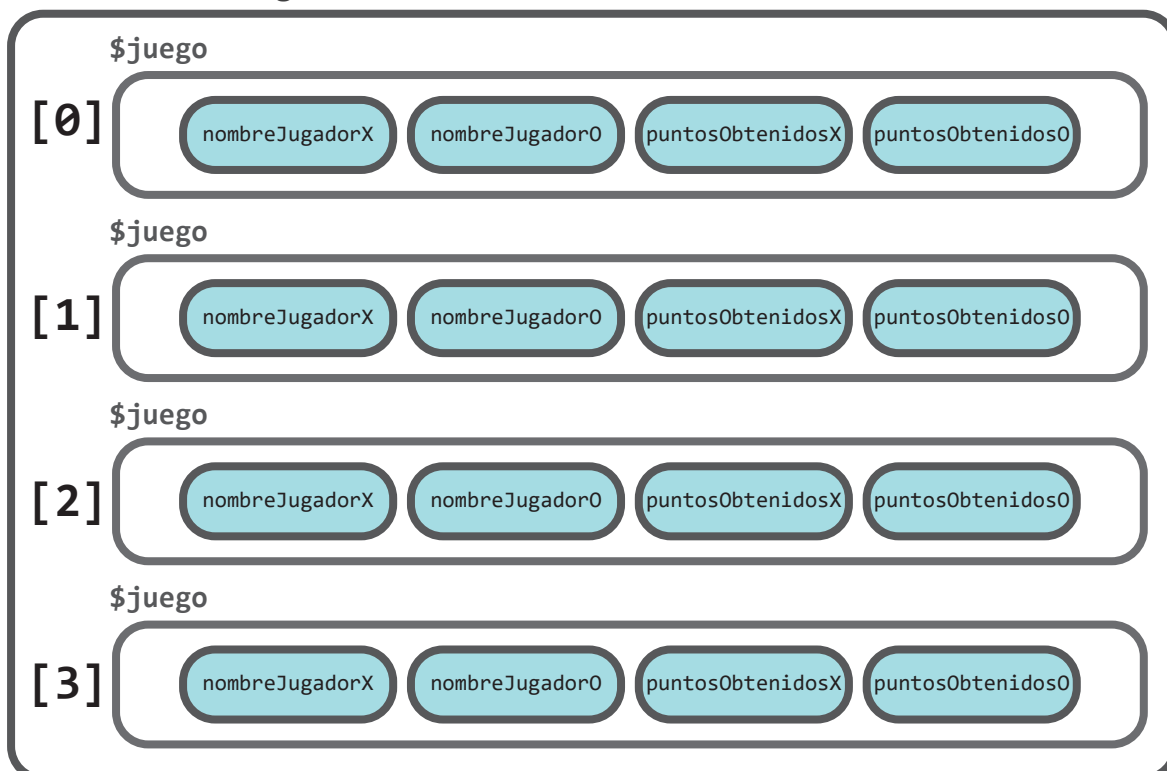 $juego
[0] nombreJugadorX nombreJugadorO puntosObtenidosX puntosObtenidosO
$juego
[1] nombreJugadorX nombreJugadorO puntosObtenidosX puntosObtenidosO
$juego
[2] nombreJugadorX nombreJugadorO puntosObtenidosX puntosObtenidosO
$juego
[3] nombreJugadorX nombreJugadorO puntosObtenidosX puntosObtenidosO